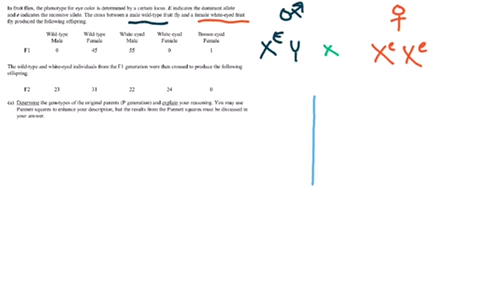 In fruit flies, the phenotype for eye color is determined by a certain locus. E indicates the dominant allele
and e indicates the recessive allele. The cross between a male wild-type fruit fly and a female white-eyed fruit
fly produced the following offspring.
Wild-type Male Wild-type Female White-eyed Male White-eyed Female Brown-eyed Female
F1 0 45 55 0 1
The wild-type and white-eyed individuals from the F1 generation were then crossed to produce the following
offspring.
F2 23 31 22 24 0
(a) Determine the genotypes of the original parents (P generation) and explain your reasoning. You may use
Punnett squares to enhance your description, but the results from the Punnett squares must be discussed in
your answer.
♂ ♀
X^E Y x X^e X^e